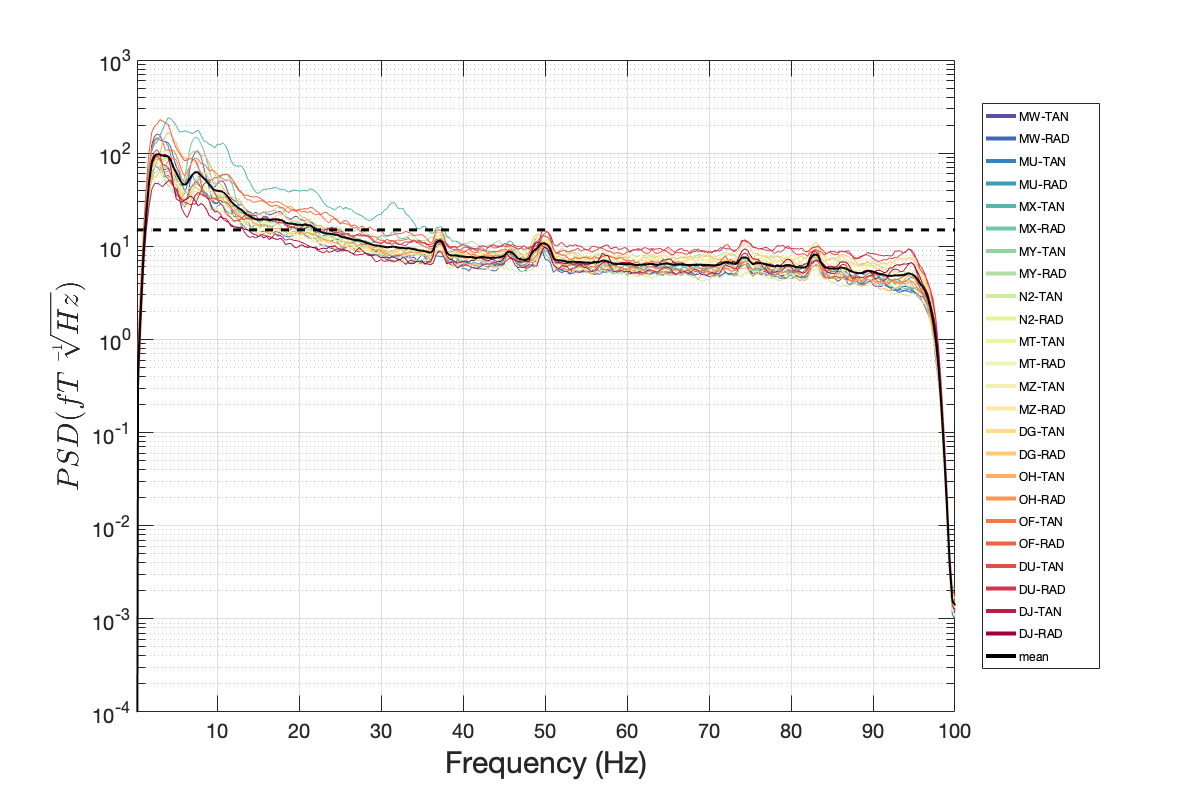 10^3
10^2
10^1
10^0
10^-1
10^-2
10^-3
10^-4
PSD(fT ^-1√Hz)
10 20 30 40 50 60 70 80 90 100
Frequency (Hz)
MW-TAN
MW-RAD
MU-TAN
MU-RAD
MX-TAN
MX-RAD
MY-TAN
MY-RAD
N2-TAN
N2-RAD
MT-TAN
MT-RAD
MZ-TAN
MZ-RAD
DG-TAN
DG-RAD
OH-TAN
OH-RAD
OF-TAN
OF-RAD
DU-TAN
DU-RAD
DJ-TAN
DJ-RAD
mean